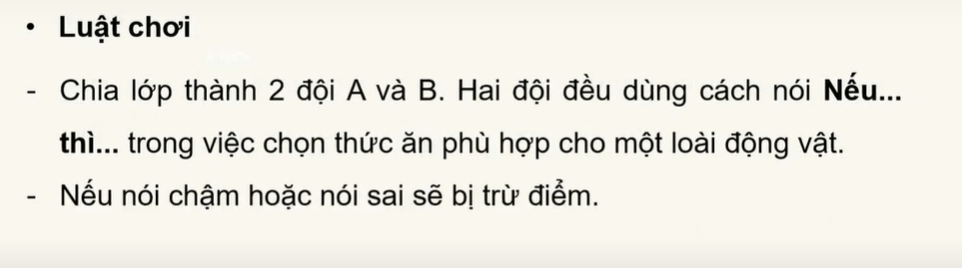 • Luật chơi
- Chia lớp thành 2 đội A và B. Hai đội đều dùng cách nói Nếu...
thì... trong việc chọn thức ăn phù hợp cho một loài động vật.
- Nếu nói chậm hoặc nói sai sẽ bị trừ điểm.